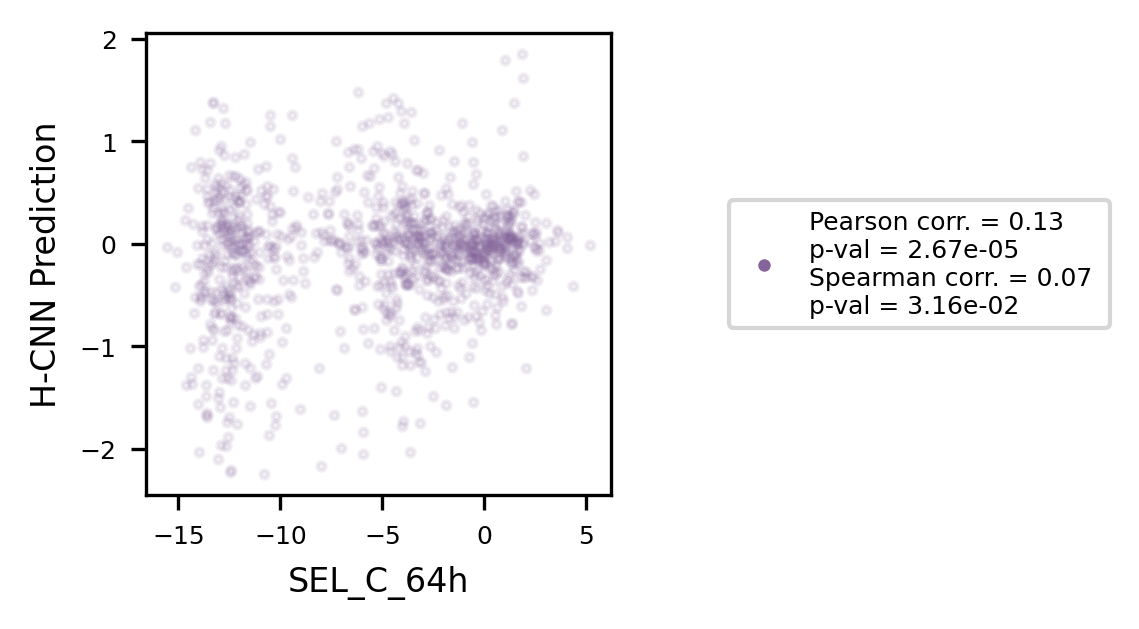 H-CNN Prediction
2
1
0
−1
−2
−15
−10
−5
0
5
SEL_C_64h
Pearson corr. = 0.13
p-val = 2.67e-05
Spearman corr. = 0.07
p-val = 3.16e-02